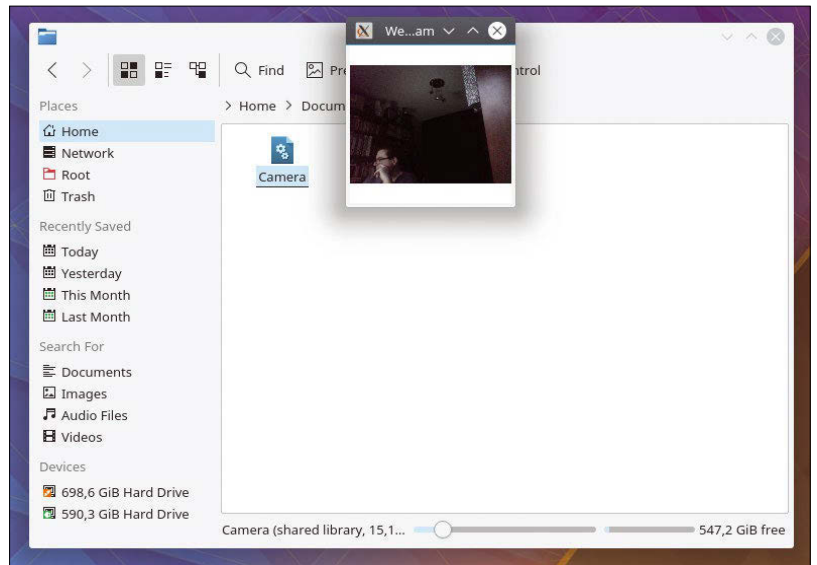 We...am
Find
Pre
ntrol
Places
> Home > Docum
Home
Network
Root
Trash
Camera
Recently Saved
Today
Yesterday
This Month
Last Month
Search For
Documents
Images
Audio Files
Videos
Devices
698,6 GiB Hard Drive
590,3 GiB Hard Drive
Camera (shared library, 15,1...
547,2 GiB free